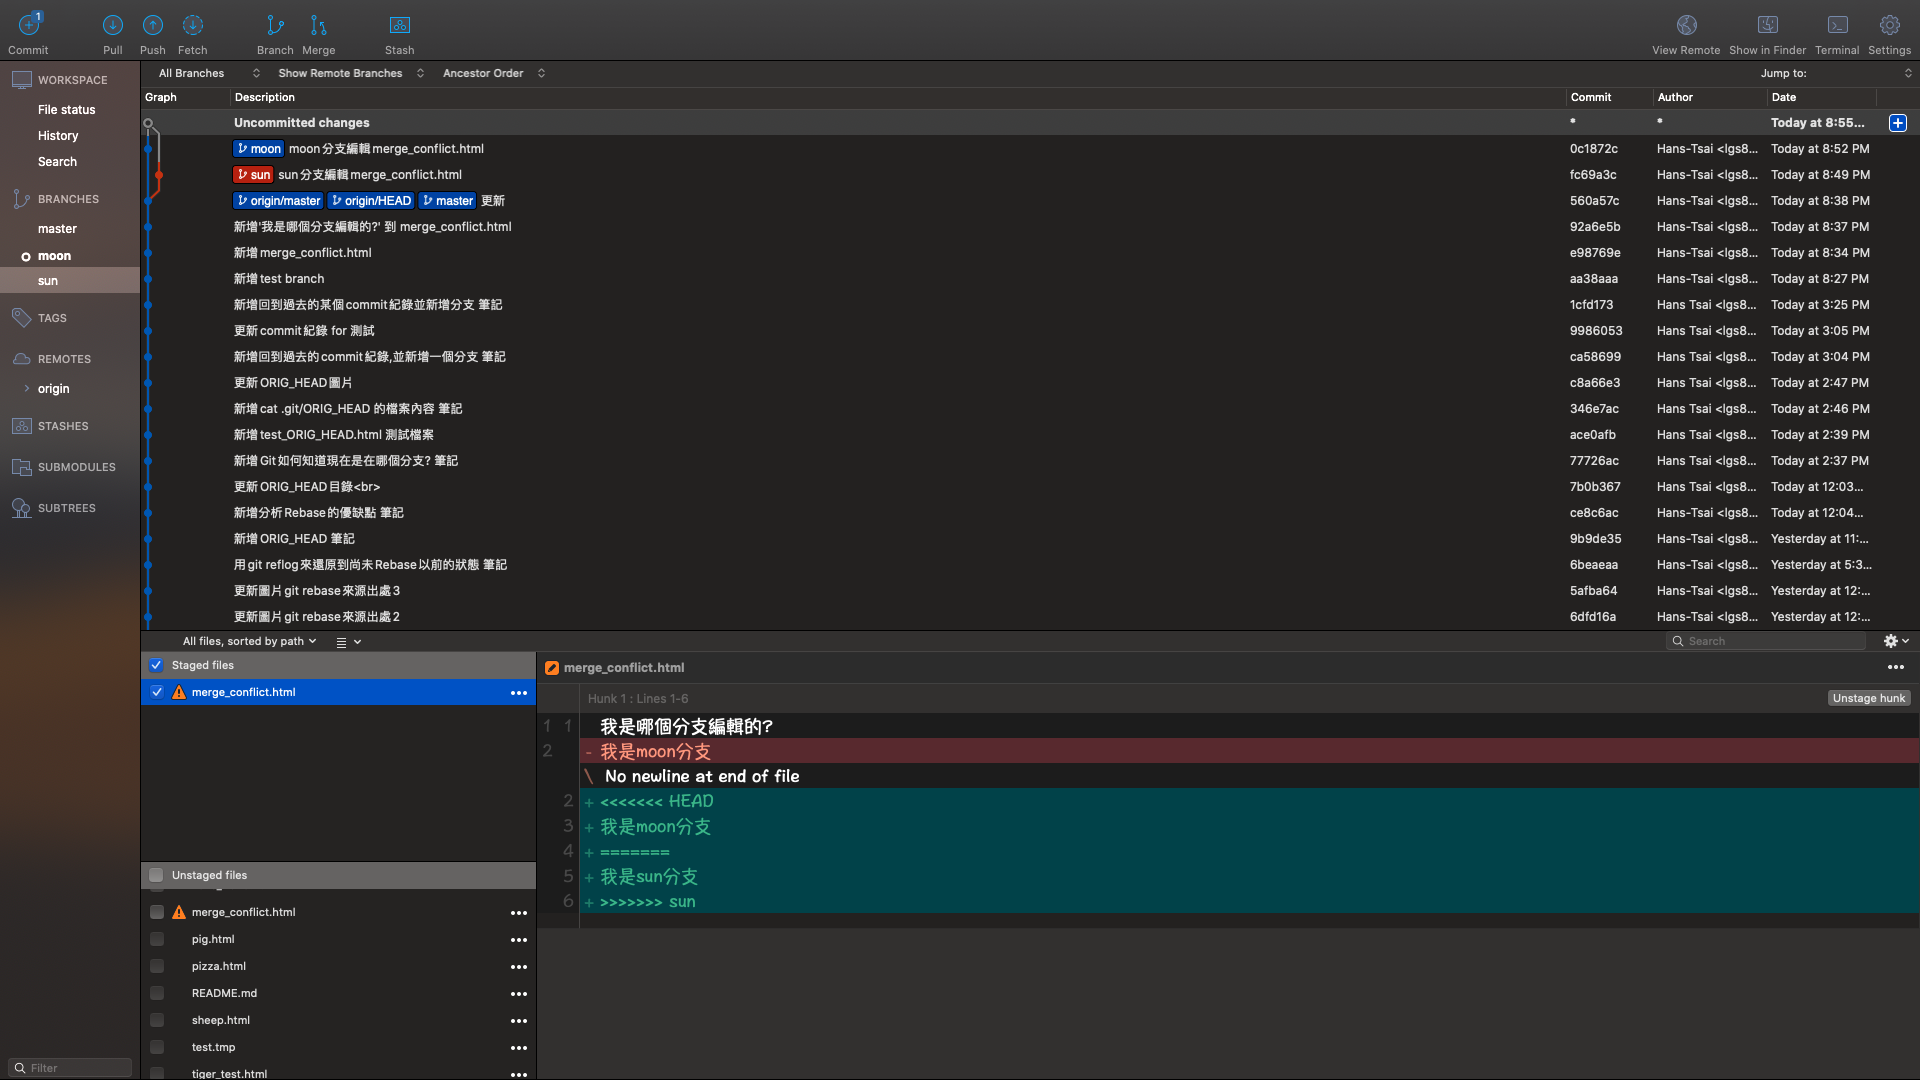 1
Commit
Pull
Push
Fetch
Branch
Merge
Stash
View Remote
Show in Finder
Terminal
Settings
WORKSPACE
File status
History
Search
BRANCHES
master
moon
sun
TAGS
REMOTES
origin
STASHES
SUBMODULES
SUBTREES
Filter
All Branches
Show Remote Branches
Ancestor Order
Jump to:
Graph Description Commit Author Date
Uncommitted changes * * Today at 8:55...
moon moon分支編輯merge_conflict.html 0c1872c Hans-Tsai <lgs8... Today at 8:52 PM
sun sun分支編輯merge_conflict.html fc69a3c Hans-Tsai <lgs8... Today at 8:49 PM
origin/master origin/HEAD master 更新 560a57c Hans-Tsai <lgs8... Today at 8:38 PM
新增'我是哪個分支編輯的?' 到 merge_conflict.html 92a6e5b Hans-Tsai <lgs8... Today at 8:37 PM
新增merge_conflict.html e98769e Hans-Tsai <lgs8... Today at 8:34 PM
新增test branch aa38aaa Hans-Tsai <lgs8... Today at 8:27 PM
新增回到過去的某個commit紀錄並新增分支 筆記 1cfd173 Hans Tsai <lgs8... Today at 3:25 PM
更新commit紀錄 for 測試 9986053 Hans Tsai <lgs8... Today at 3:05 PM
新增回到過去的commit紀錄,並新增一個分支 筆記 ca58699 Hans Tsai <lgs8... Today at 3:04 PM
更新ORIG_HEAD圖片 c8a66e3 Hans Tsai <lgs8... Today at 2:47 PM
新增cat .git/ORIG_HEAD 的檔案內容 筆記 346e7ac Hans Tsai <lgs8... Today at 2:46 PM
新增test_ORIG_HEAD.html 測試檔案 ace0afb Hans Tsai <lgs8... Today at 2:39 PM
新增Git如何知道現在是在哪個分支? 筆記 77726ac Hans Tsai <lgs8... Today at 2:37 PM
更新ORIG_HEAD目錄<br> 7b0b367 Hans Tsai <lgs8... Today at 12:03...
新增分析Rebase的優缺點 筆記 ce8c6ac Hans-Tsai <lgs8... Today at 12:04...
新增ORIG_HEAD 筆記 9b9de35 Hans-Tsai <lgs8... Yesterday at 11:...
用git reflog來還原到尚未Rebase以前的狀態 筆記 6beaeaa Hans-Tsai <lgs8... Yesterday at 5:3...
更新圖片git rebase來源出處3 5afba64 Hans-Tsai <lgs8... Yesterday at 12:...
更新圖片git rebase來源出處2 6dfd16a Hans-Tsai <lgs8... Yesterday at 12:...
All files, sorted by path
Search
Staged files
merge_conflict.html
Unstaged files
merge_conflict.html
pig.html
pizza.html
README.md
sheep.html
test.tmp
tiger_test.html
merge_conflict.html
Hunk 1 : Lines 1-6
Unstage hunk
1 1 我是哪個分支編輯的?
2 - 我是moon分支
\ No newline at end of file
2 + <<<<<<< HEAD
3 + 我是moon分支
4 + =======
5 + 我是sun分支
6 + >>>>>>> sun